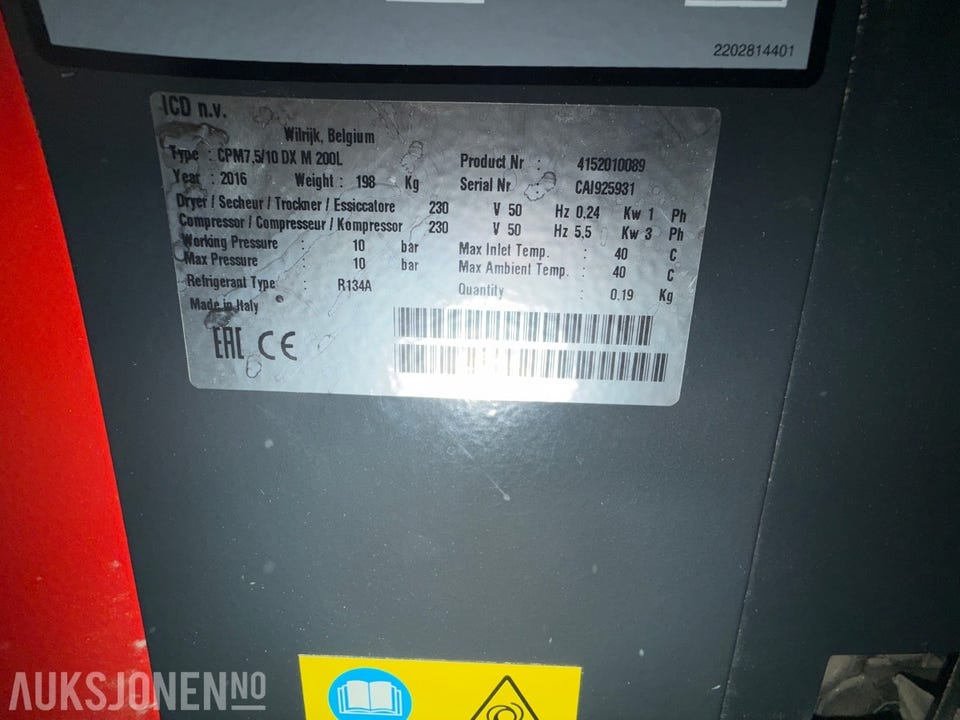 2202814401
ICD n.v.
Wilrijk, Belgium
Type : CPM7,5/10 DX M 200L Product Nr : 4152010089
Year : 2016 Weight : 198 Kg Serial Nr CAI925931
Dryer / Secheur / Trockner / Essiccatore 230 V 50 Hz 0,24 Kw 1 Ph
Compressor / Compresseur / Kompressor 230 V 50 Hz 5,5 Kw 3 Ph
Working Pressure : 10 bar Max Inlet Temp. : 40 C
Max Pressure : 10 bar Max Ambient Temp. : 40 C
Refrigerant Type : R134A Quantity : 0,19 Kg
Made in Italy
EAC CE
AUKSJONEN.NO